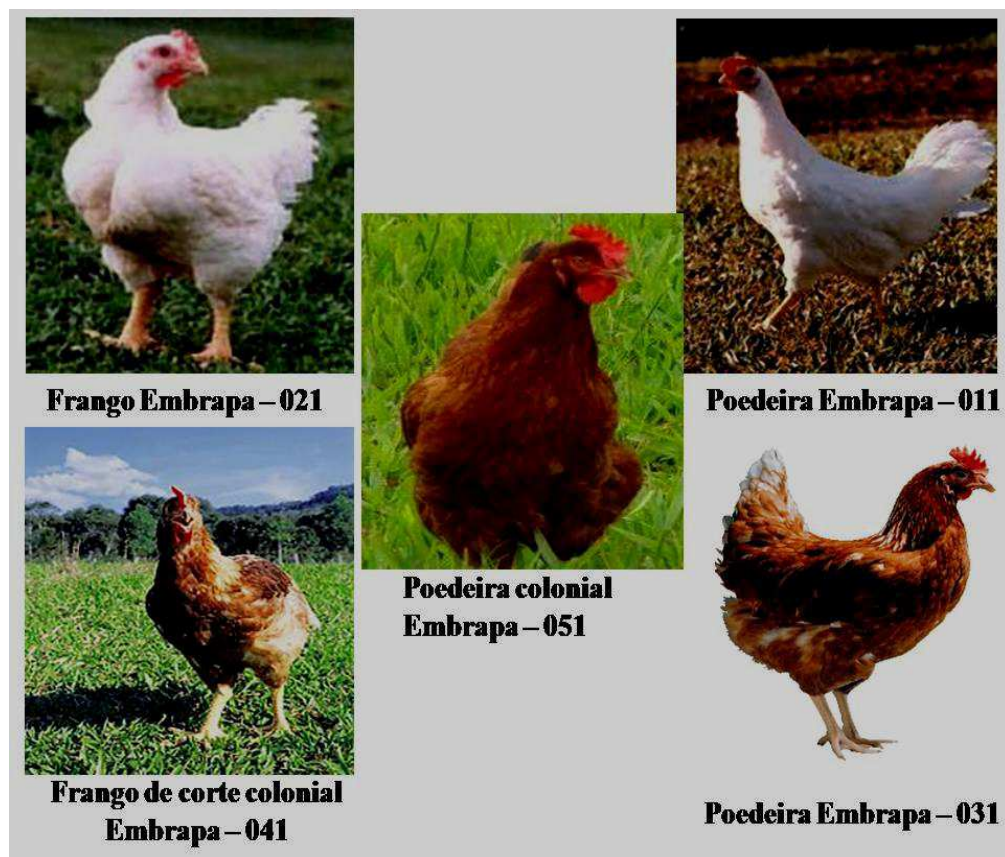 Frango Embrapa – 021
Poedeira Embrapa – 011
Poedeira colonial
Embrapa – 051
Frango de corte colonial
Embrapa – 041
Poedeira Embrapa – 031